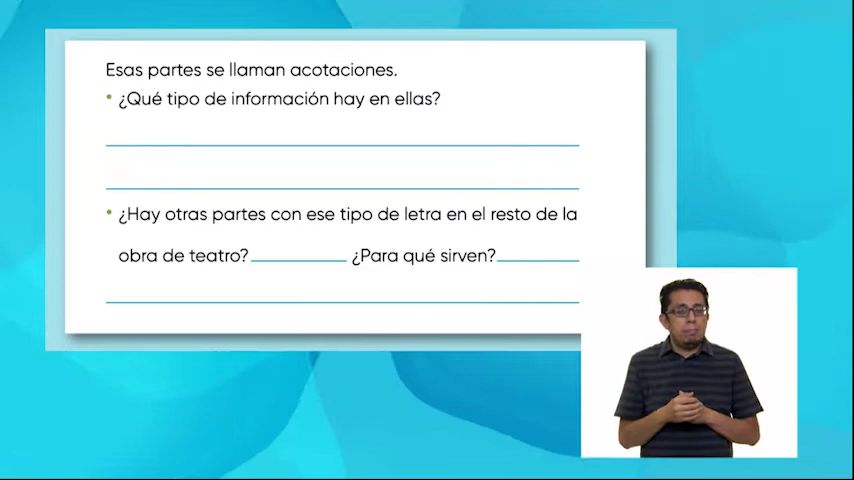 Esas partes se llaman acotaciones.
• ¿Qué tipo de información hay en ellas?
• ¿Hay otras partes con ese tipo de letra en el resto de la
obra de teatro? ¿Para qué sirven?